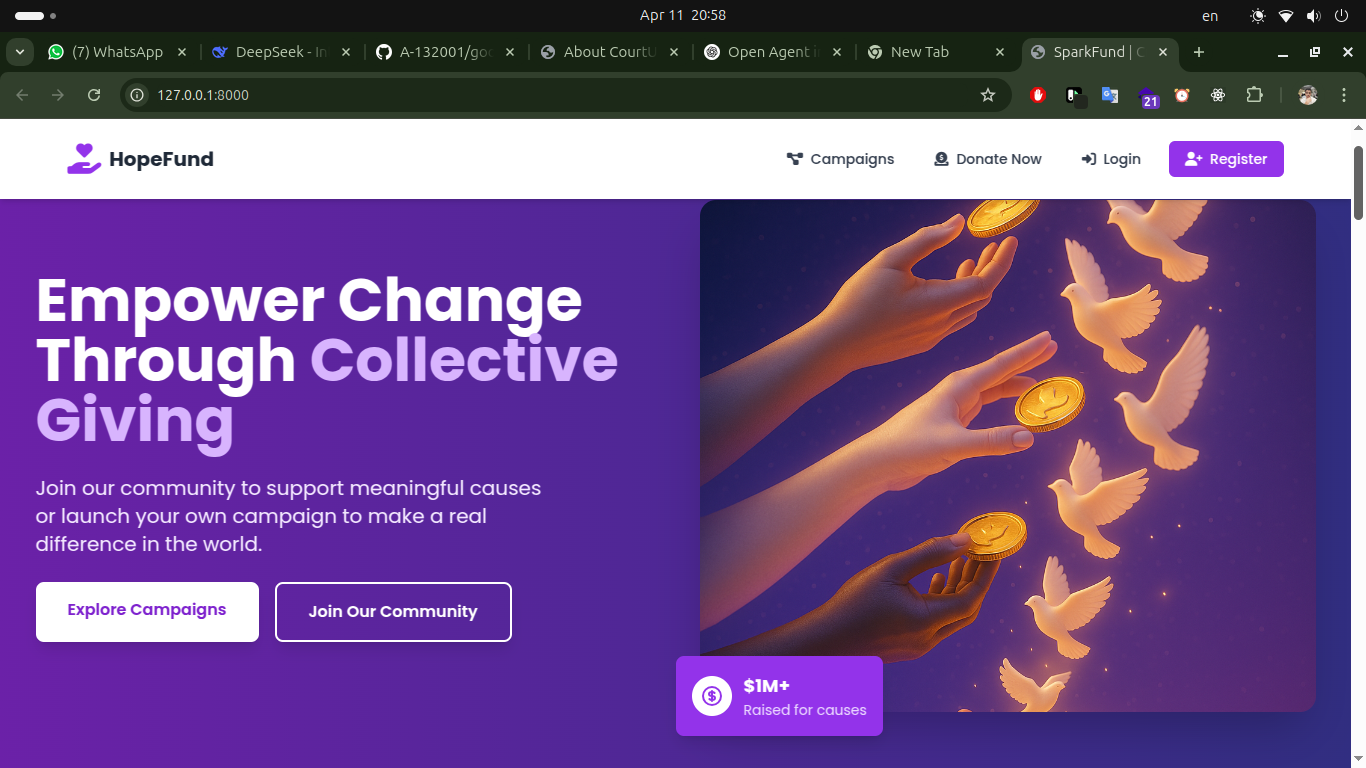 Apr 11 20:58
en
(7) WhatsApp
DeepSeek - In
A-132001/goo
About CourtU
Open Agent i
New Tab
SparkFund | C
127.0.0.1:8000
21
HopeFund
Campaigns
Donate Now
Login
Register
Empower Change
Through Collective
Giving
Join our community to support meaningful causes
or launch your own campaign to make a real
difference in the world.
Explore Campaigns
Join Our Community
$1M+
Raised for causes